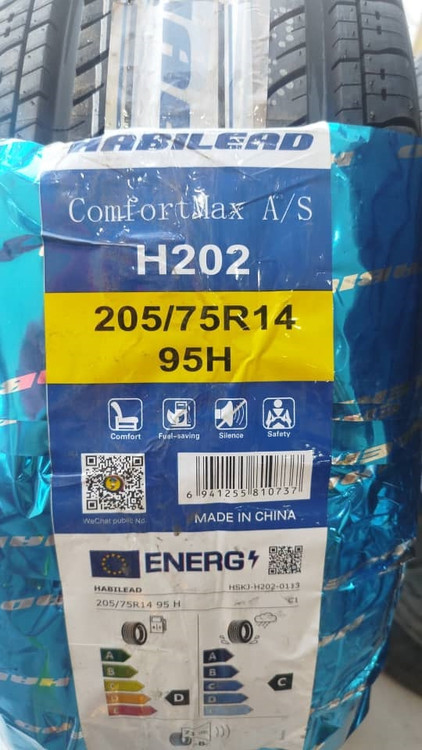 HABILEAD
ComfortMax A/S
H202
205/75R14
95H
Comfort Fuel-saving Silence Safety
6 941255 810737
WeChat public No.
MADE IN CHINA
ENERG
HABILEAD HSKJ-H202-0113
205/75R14 95 H C1
A A
B B
C C
D D D C
E E
B